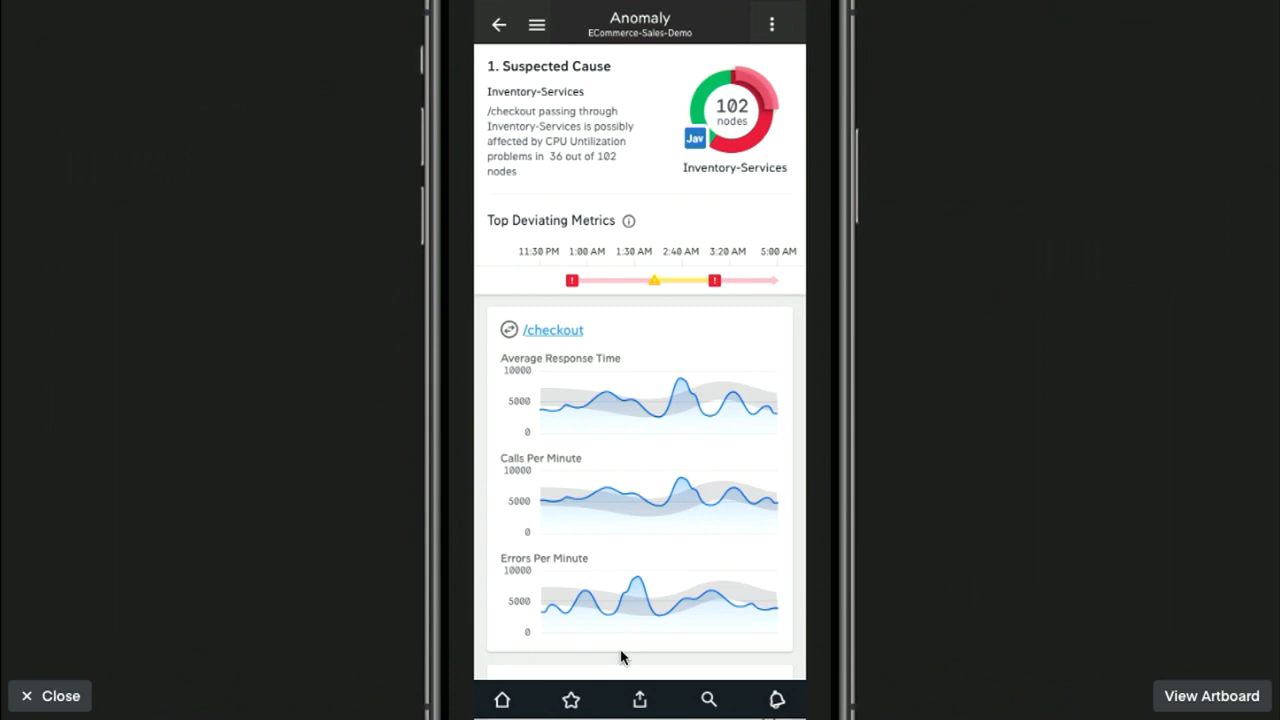 Anomaly
ECommerce-Sales-Demo
1. Suspected Cause
Inventory-Services
/checkout passing through
Inventory-Services is possibly
affected by CPU Untilization
problems in 36 out of 102
nodes
102
nodes
Jav
Inventory-Services
Top Deviating Metrics
11:30 PM 1:00 AM 1:30 AM 2:40 AM 3:20 AM 5:00 AM
/checkout
Average Response Time
10000
5000
0
Calls Per Minute
10000
5000
0
Errors Per Minute
10000
5000
0
Close
View Artboard